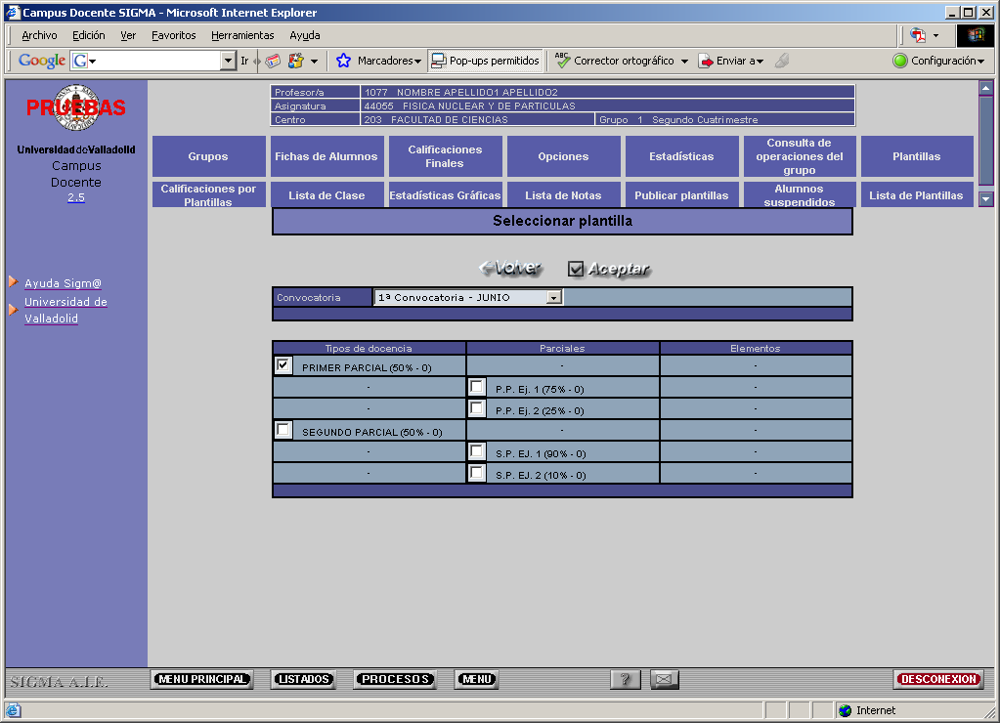 Campus Docente SIGMA - Microsoft Internet Explorer
Archivo Edición Ver Favoritos Herramientas Ayuda
Google G Ir Marcadores Pop-ups permitidos ABC Corrector ortográfico Enviar a Configuración
PRUEBAS
Universidad de Valladolid
Campus
Docente
2.5
Ayuda Sigm@
Universidad de
Valladolid
Profesor/a 1077 NOMBRE APELLIDO1 APELLIDO2
Asignatura 44055 FISICA NUCLEAR Y DE PARTICULAS
Centro 203 FACULTAD DE CIENCIAS Grupo 1 Segundo Cuatrimestre
Grupos
Fichas de Alumnos
Calificaciones
Finales
Opciones
Estadísticas
Consulta de
operaciones del
grupo
Plantillas
Calificaciones por
Plantillas
Lista de Clase
Estadísticas Gráficas
Lista de Notas
Publicar plantillas
Alumnos
suspendidos
Lista de Plantillas
Seleccionar plantilla
Volver Aceptar
Convocatoria 1ª Convocatoria - JUNIO
Tipos de docencia Parciales Elementos
PRIMER PARCIAL (50% - 0) - -
- P.P. Ej. 1 (75% - 0) -
- P.P. Ej. 2 (25% - 0) -
SEGUNDO PARCIAL (50% - 0) - -
- S.P. EJ. 1 (90% - 0) -
- S.P. EJ. 2 (10% - 0) -
SIGMA A.I.E. MENU PRINCIPAL LISTADOS PROCESOS MENU ? DESCONEXION
Internet